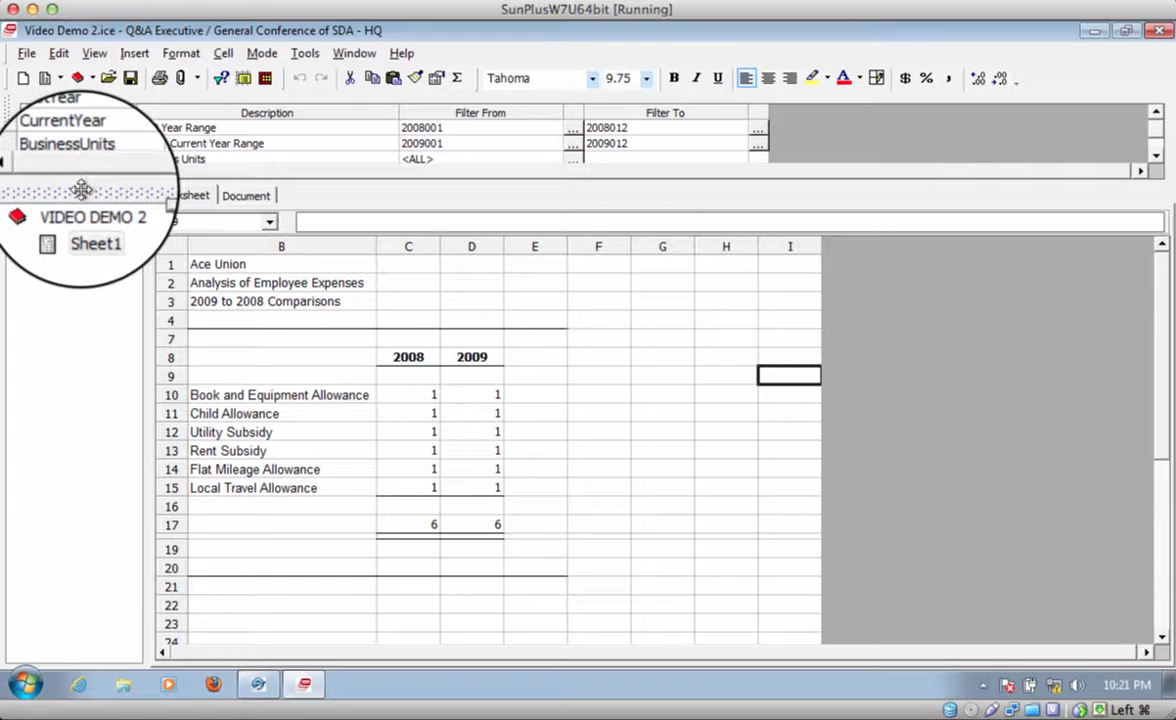 SunPlusW7U64bit [Running]
Video Demo 2.ice - Q&A Executive / General Conference of SDA - HQ
File Edit View Insert Format Cell Mode Tools Window Help
Tahoma 9.75 B I U $ % ,
Description Filter From Filter To
CurrentYear
BusinessUnits
Year Range 2008001 ... 2008012 ...
Current Year Range 2009001 ... 2009012 ...
Units <ALL> ...
Document
VIDEO DEMO 2
Sheet1
B C D E F G H I
1 Ace Union
2 Analysis of Employee Expenses
3 2009 to 2008 Comparisons
4
7
8 2008 2009
9
10 Book and Equipment Allowance 1 1
11 Child Allowance 1 1
12 Utility Subsidy 1 1
13 Rent Subsidy 1 1
14 Flat Mileage Allowance 1 1
15 Local Travel Allowance 1 1
16
17 6 6
19
20
21
22
23
24
10:21 PM
Left ⌘